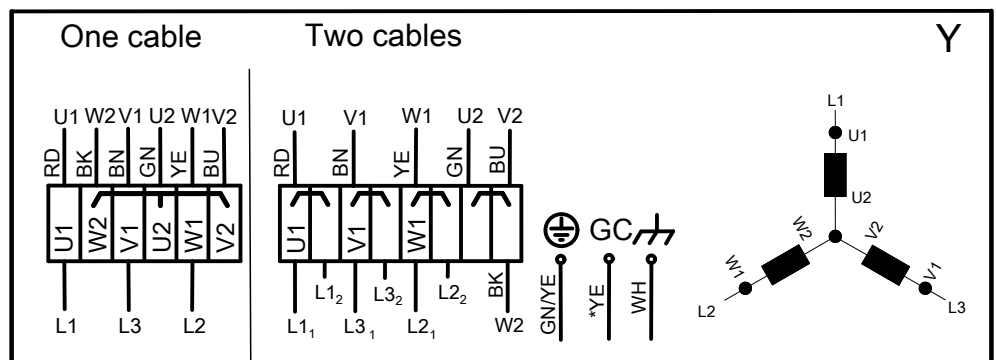 One cable Two cables Y
U1 W2 V1 U2 W1 V2
RD BK BN GN YE BU
U1 W2 V1 U2 W1 V2
L1 L3 L2
U1 V1 W1 U2 V2
RD BN YE GN BU
U1 V1 W1
L1₂ L3₂ L2₂ BK
L1₁ L3₁ L2₁ W2
GC
GN/YE *YE WH
L1
U1
U2
W2 V2
W1 V1
L2 L3